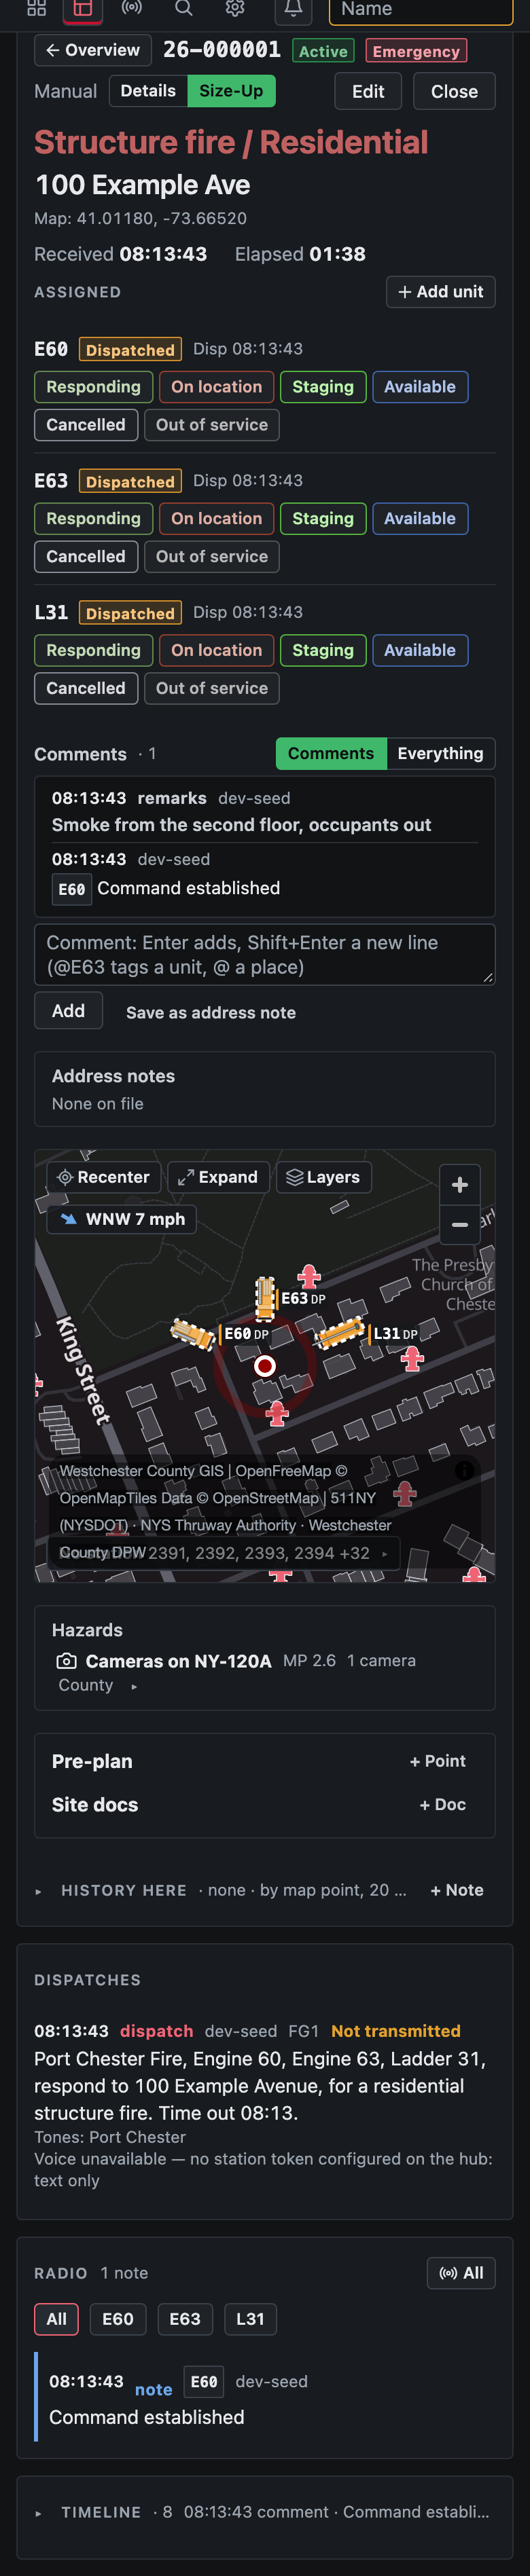 Name
← Overview 26-000001 Active Emergency
Manual Details Size-Up Edit Close
Structure fire / Residential
100 Example Ave
Map: 41.01180, -73.66520
Received 08:13:43 Elapsed 01:38
ASSIGNED + Add unit
E60 Dispatched Disp 08:13:43
Responding On location Staging Available
Cancelled Out of service
E63 Dispatched Disp 08:13:43
Responding On location Staging Available
Cancelled Out of service
L31 Dispatched Disp 08:13:43
Responding On location Staging Available
Cancelled Out of service
Comments · 1 Comments Everything
08:13:43 remarks dev-seed
Smoke from the second floor, occupants out
08:13:43 dev-seed
E60 Command established
Comment: Enter adds, Shift+Enter a new line
(@E63 tags a unit, @ a place)
Add Save as address note
Address notes
None on file
Recenter Expand Layers +
WNW 7 mph −
The Presby
Church of
Cheste
E63 DP
E60 DP L31 DP
King Street
Westchester County GIS | OpenFreeMap ©
OpenMapTiles Data © OpenStreetMap | 511NY
(NYSDOT) · NYS Thruway Authority · Westchester
County DPW 2391, 2392, 2393, 2394 +32 ▸
Hazards
Cameras on NY-120A MP 2.6 1 camera
County ▸
Pre-plan + Point
Site docs + Doc
▸ HISTORY HERE · none · by map point, 20 ... + Note
DISPATCHES
08:13:43 dispatch dev-seed FG1 Not transmitted
Port Chester Fire, Engine 60, Engine 63, Ladder 31,
respond to 100 Example Avenue, for a residential
structure fire. Time out 08:13.
Tones: Port Chester
Voice unavailable — no station token configured on the hub:
text only
RADIO 1 note All
All E60 E63 L31
08:13:43 note E60 dev-seed
Command established
▸ TIMELINE · 8 08:13:43 comment · Command establi...